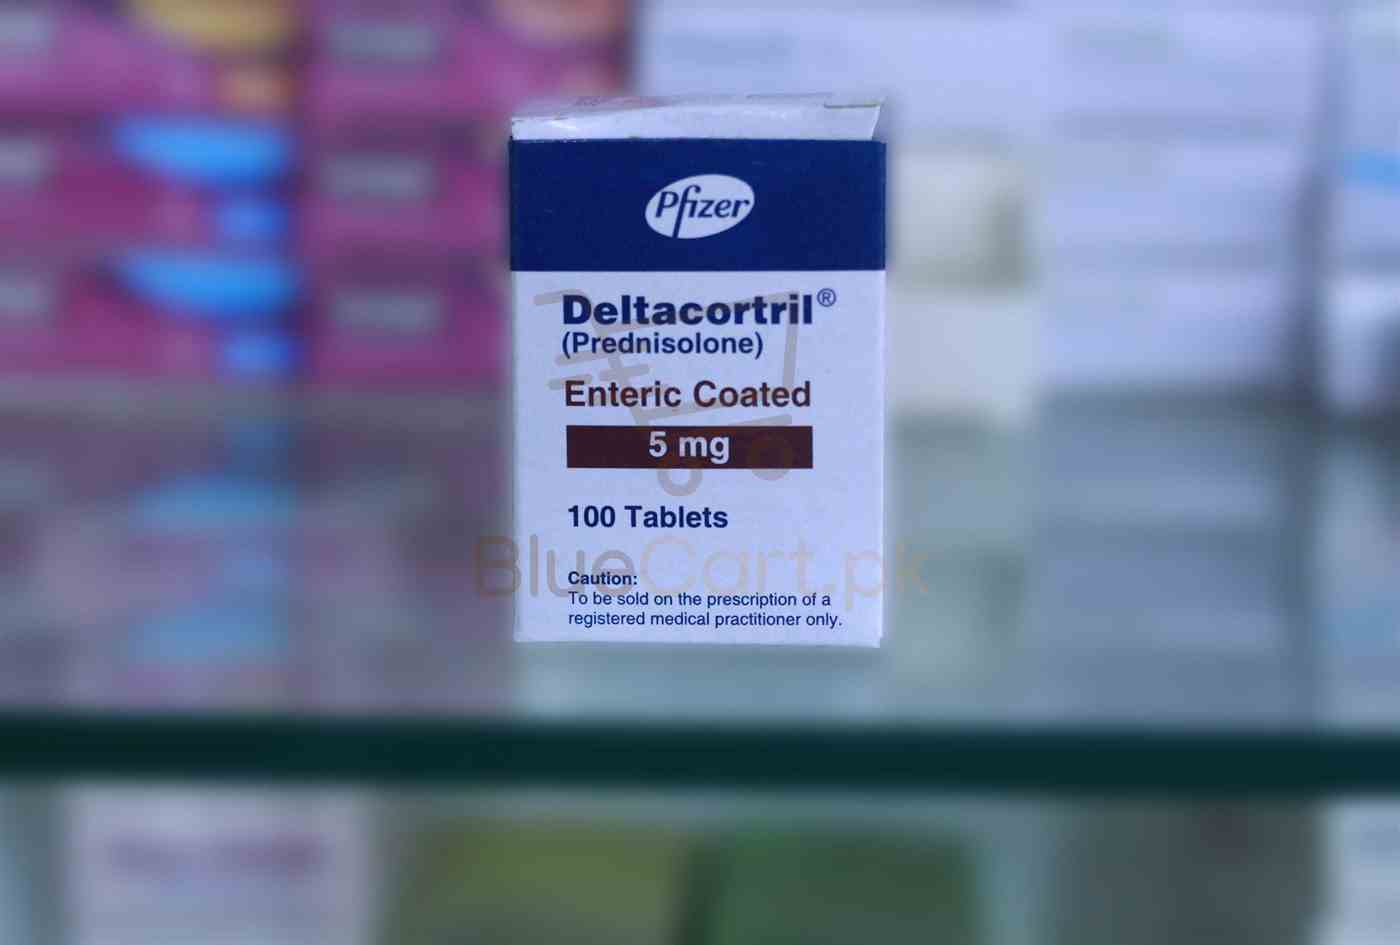 Pfizer
Deltacortril®
(Prednisolone)
Enteric Coated
5 mg
100 Tablets
BlueCart.pk
Caution:
To be sold on the prescription of a
registered medical practitioner only.